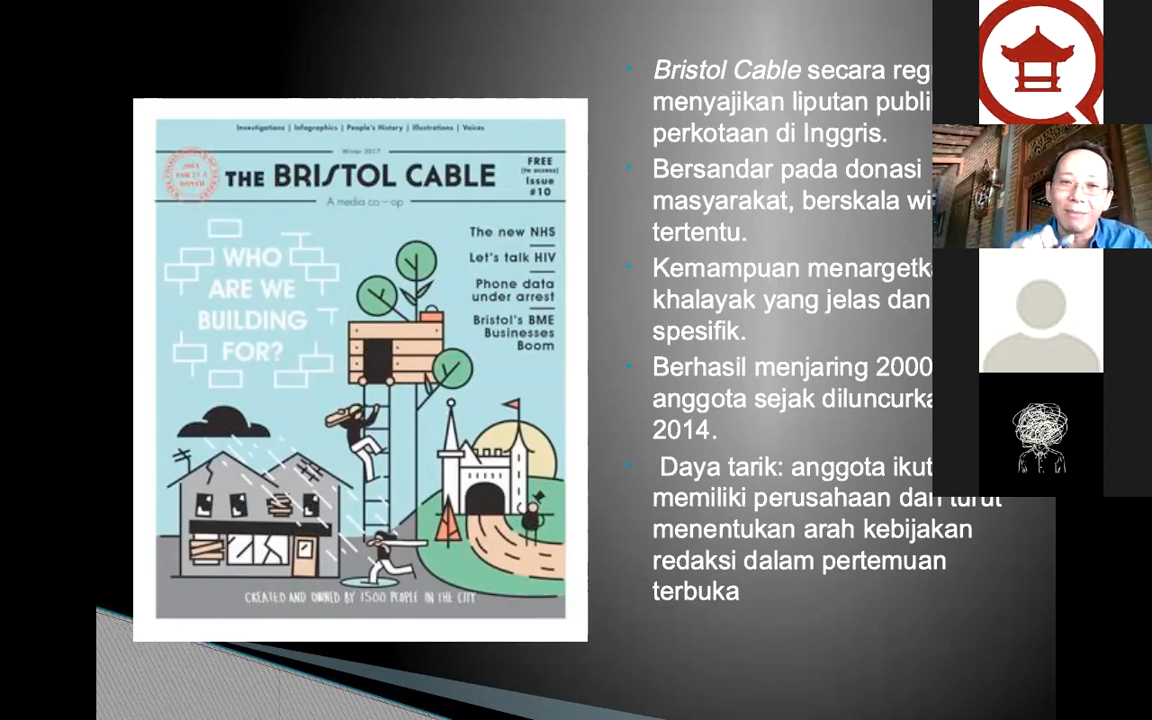 Investigations | Infographics | People's History | Illustrations | Voices
Winter 2017
THE BRISTOL CABLE
FREE
Issue
#10
A media co-op
The new NHS
Let's talk HIV
Phone data
under arrest
Bristol's BME
Businesses
Boom
WHO
ARE WE
BUILDING
FOR?
CREATED AND OWNED BY 1500 PEOPLE IN THE CITY
• Bristol Cable secara reg
menyajikan liputan publi
perkotaan di Inggris.
• Bersandar pada donasi
masyarakat, berskala wi
tertentu.
• Kemampuan menargetka
khalayak yang jelas dan
spesifik.
• Berhasil menjaring 2000
anggota sejak diluncurka
2014.
• Daya tarik: anggota ikut
memiliki perusahaan dan turut
menentukan arah kebijakan
redaksi dalam pertemuan
terbuka